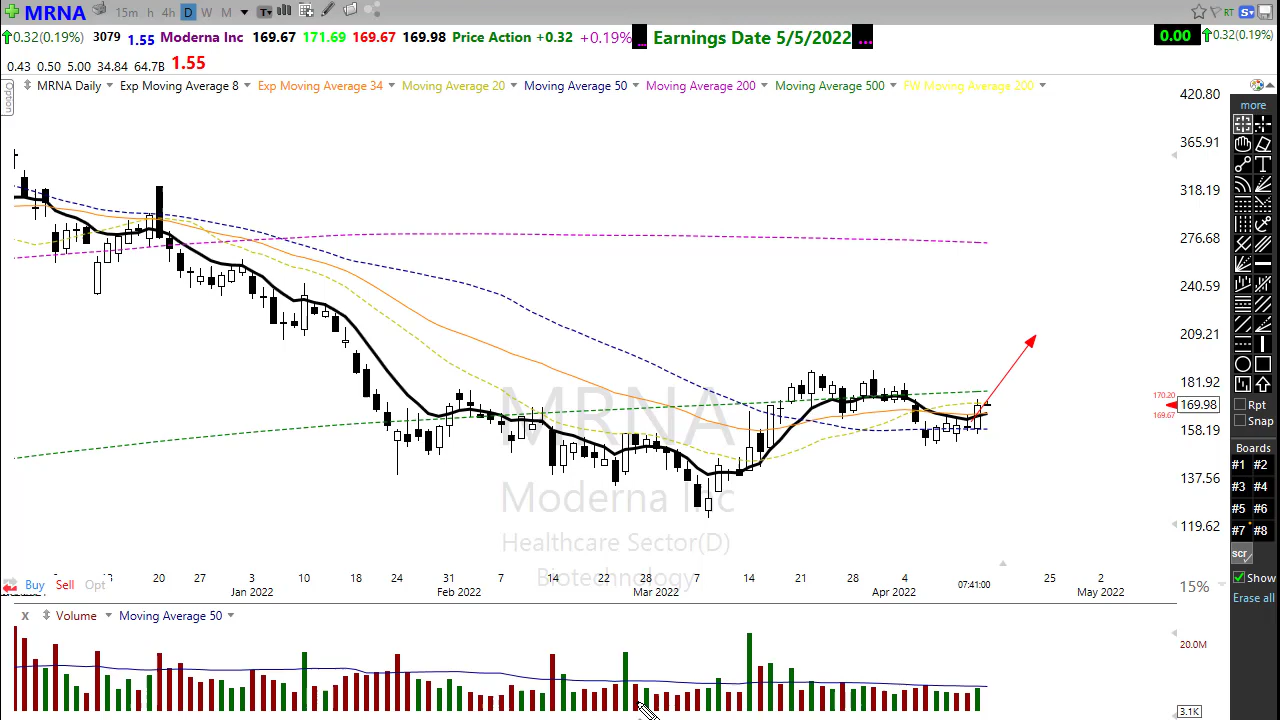 MRNA 15m h 4h D W M T RT S
0.32(0.19%) 3079 1.55 Moderna Inc 169.67 171.69 169.67 169.98 Price Action +0.32 +0.19% ... Earnings Date 5/5/2022 ... 0.00 0.32(0.19%)
0.43 0.50 5.00 34.84 64.78 1.55
Option MRNA Daily Exp Moving Average 8 Exp Moving Average 34 Moving Average 20 Moving Average 50 Moving Average 200 Moving Average 500 FW Moving Average 200
more
420.80
365.91
318.19
276.68
240.59
209.21
181.92
170.20
169.98
169.67
158.19
137.56
119.62
Rpt
Snap
Boards
#1 #2
#3 #4
#5 #6
#7 #8
scr
Show
Erase all
MRNA
Moderna Inc
Healthcare Sector(D)
Biotechnology
Buy Sell Opt
20 27 3 10 18 24 31 7 14 22 28 7 14 21 28 4 07:41:00 25 2
Jan 2022 Feb 2022 Mar 2022 Apr 2022 May 2022
15%
x Volume Moving Average 50
20.0M
3.1K